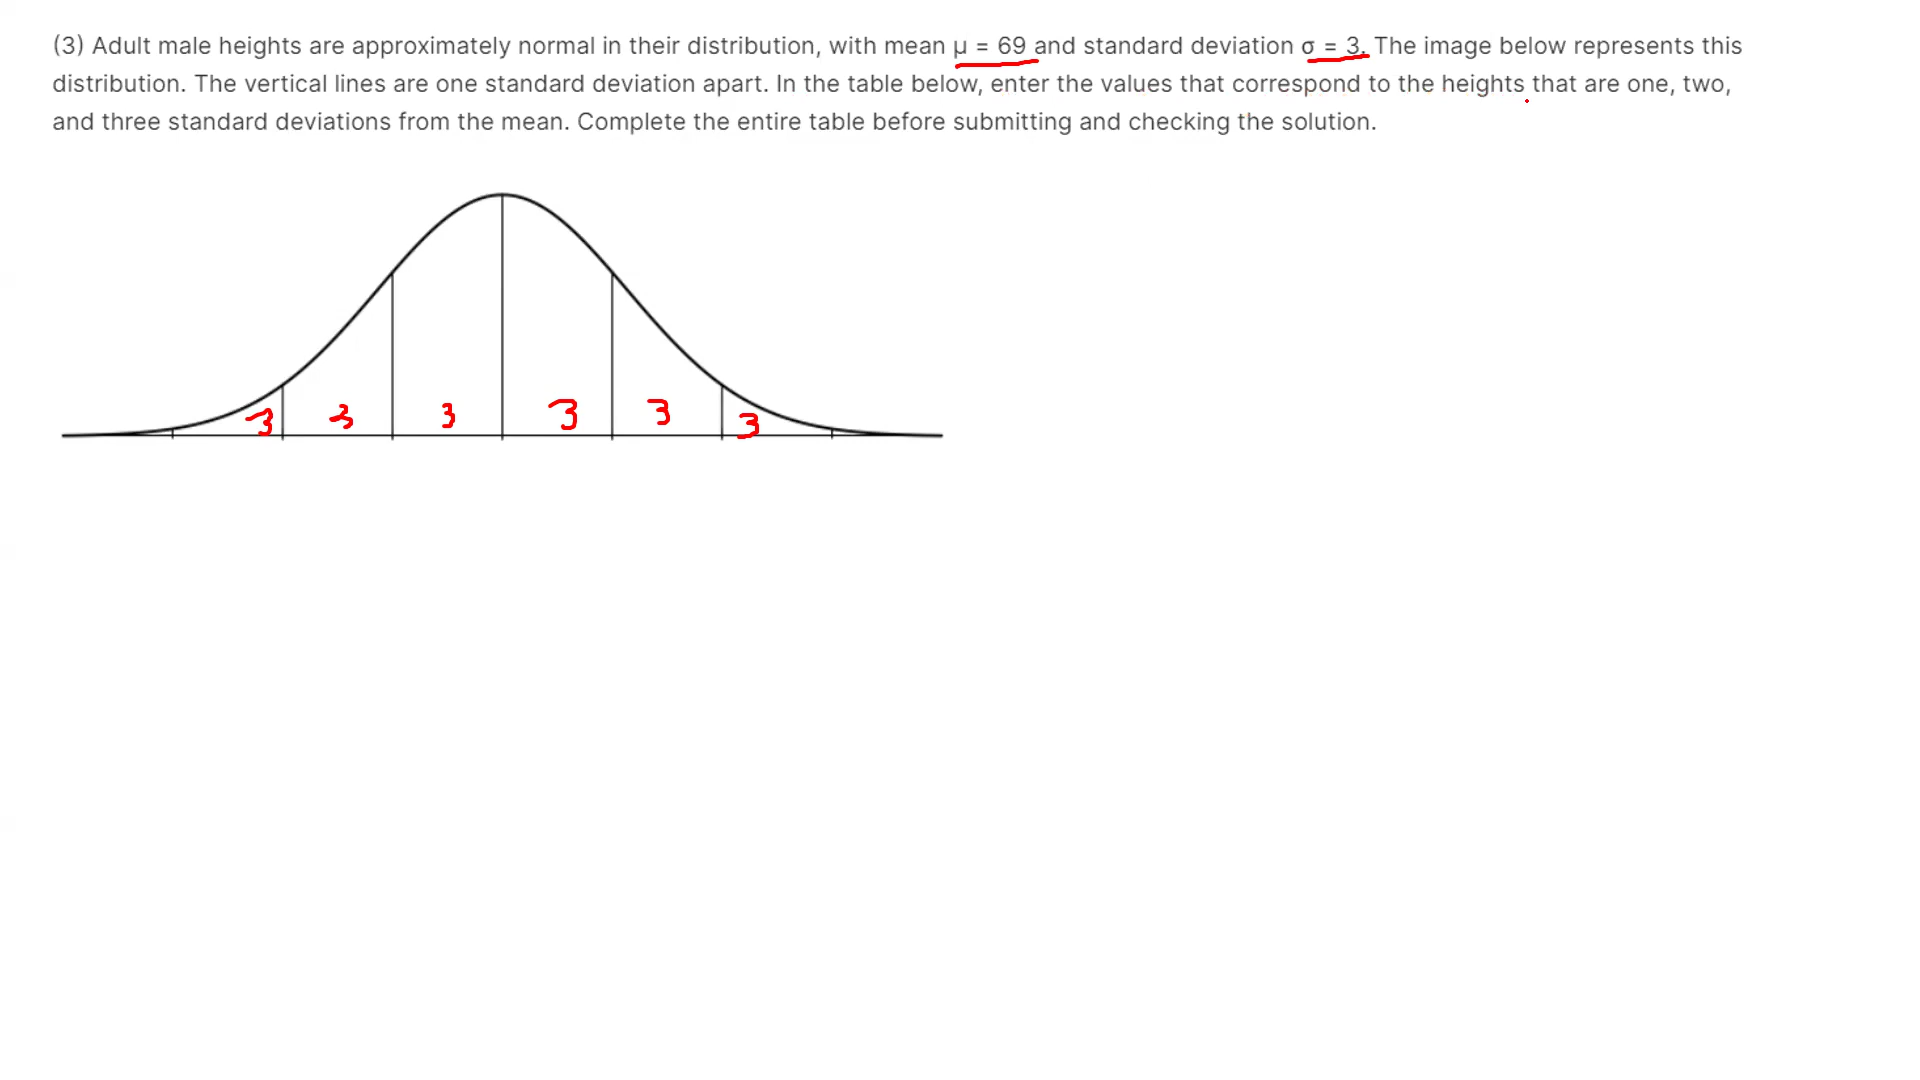 (3) Adult male heights are approximately normal in their distribution, with mean μ = 69 and standard deviation σ = 3. The image below represents this
distribution. The vertical lines are one standard deviation apart. In the table below, enter the values that correspond to the heights that are one, two,
and three standard deviations from the mean. Complete the entire table before submitting and checking the solution.
3 3 3 3 3 3